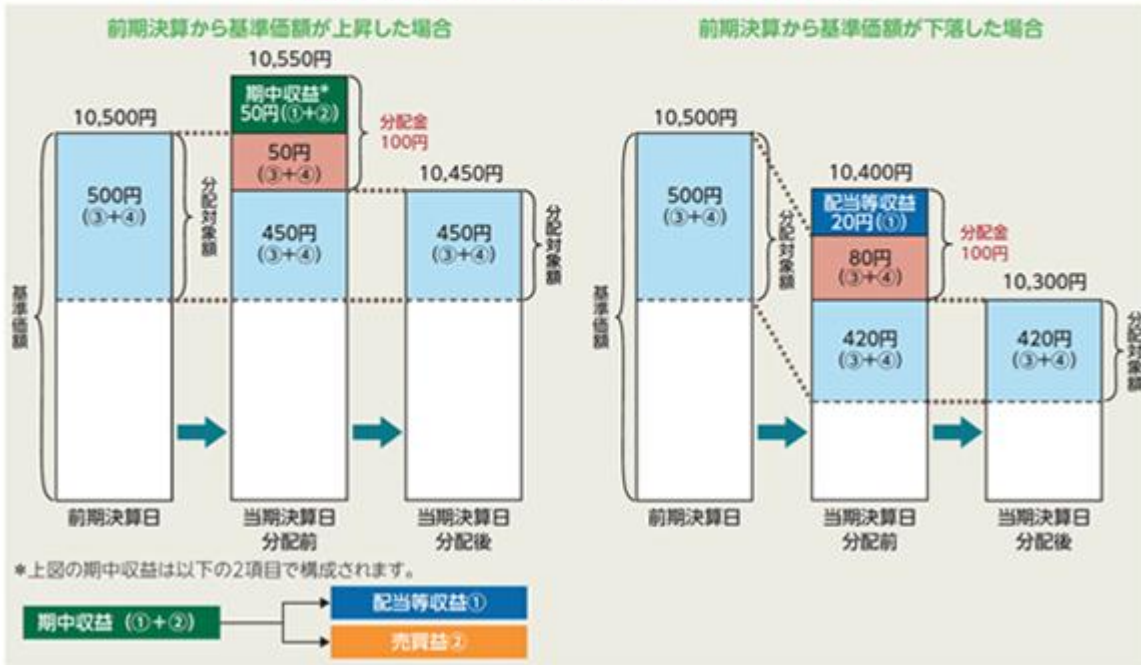 前期決算から基準価額が上昇した場合
10,500円
500円
(③+④)
分配対象額
基準価額
前期決算日
10,550円
期中収益*
50円(①+②)
50円
(③+④)
450円
(③+④)
分配金
100円
当期決算日
分配前
10,450円
450円
(③+④)
分配対象額
当期決算日
分配後
*上図の期中収益は以下の2項目で構成されます。
期中収益 (①+②)
配当等収益①
売買益②
前期決算から基準価額が下落した場合
10,500円
500円
(③+④)
分配対象額
基準価額
前期決算日
10,400円
配当等収益
20円(①)
80円
(③+④)
420円
(③+④)
分配金
100円
当期決算日
分配前
10,300円
420円
(③+④)
分配対象額
当期決算日
分配後